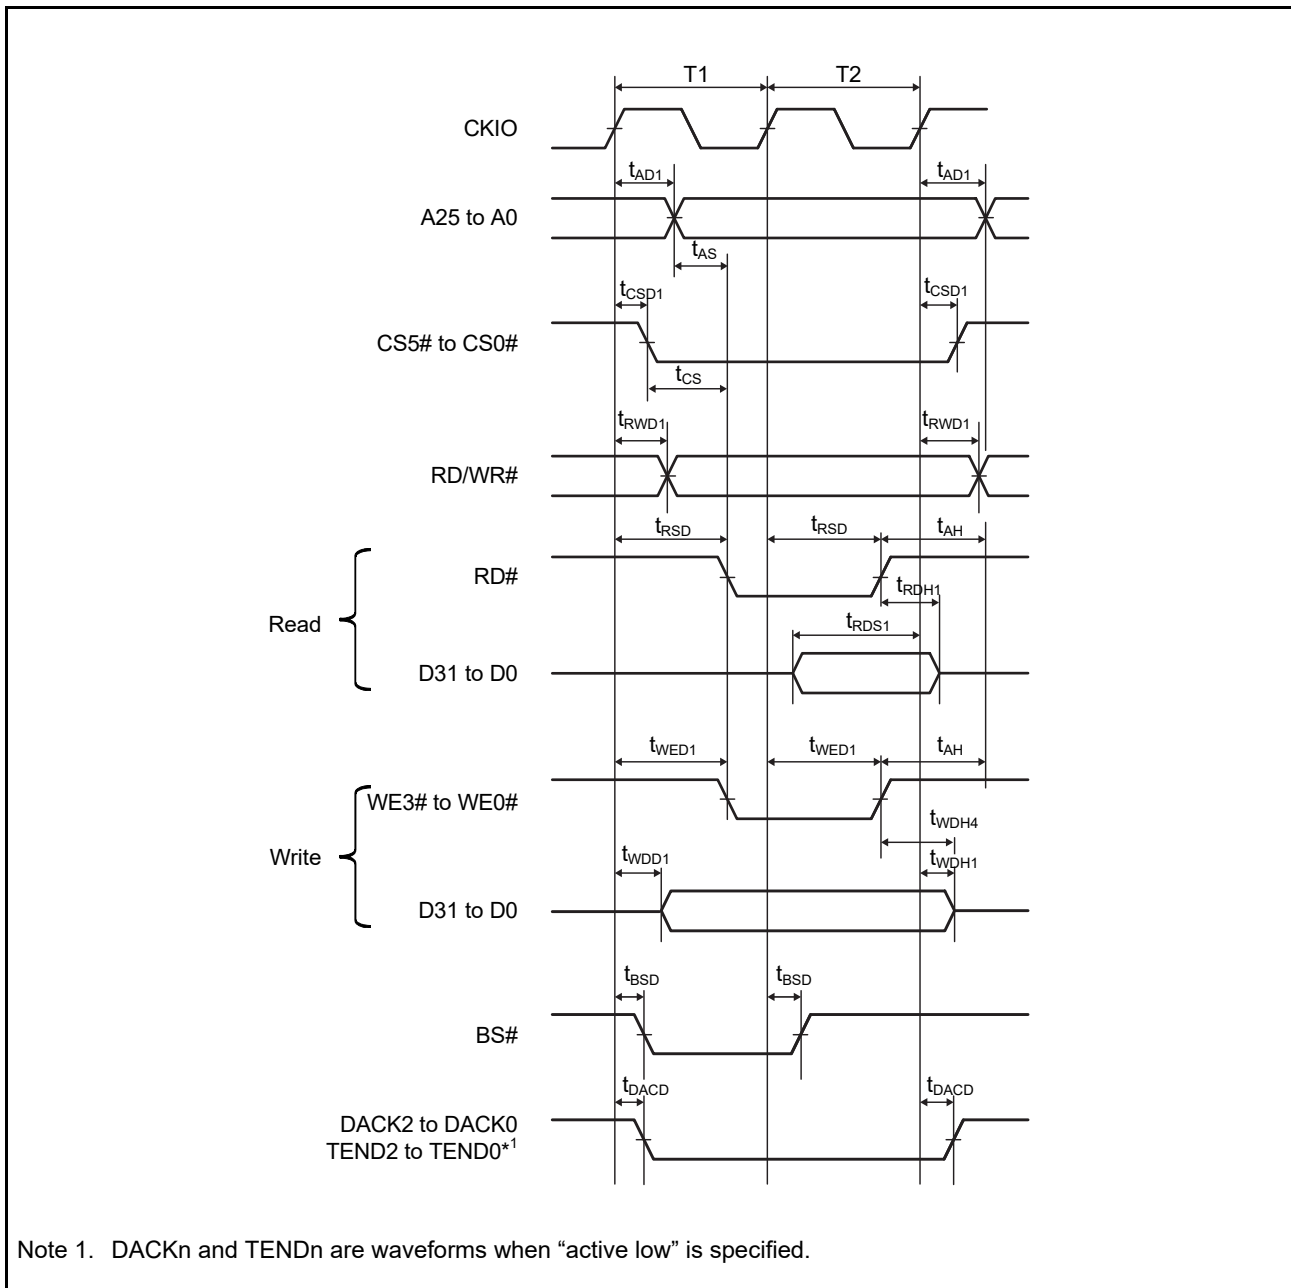 T1 T2
CKIO
tAD1 tAD1
A25 to A0
tAS
tCSD1 tCSD1
CS5# to CS0#
tCS
tRWD1 tRWD1
RD/WR#
tRSD tRSD tAH
RD#
tRDH1
Read
tRDS1
D31 to D0
tWED1 tWED1 tAH
WE3# to WE0#
tWDH4
Write
tWDD1 tWDH1
D31 to D0
tBSD tBSD
BS#
tDACD tDACD
DACK2 to DACK0
TEND2 to TEND0*1
Note 1. DACKn and TENDn are waveforms when “active low” is specified.